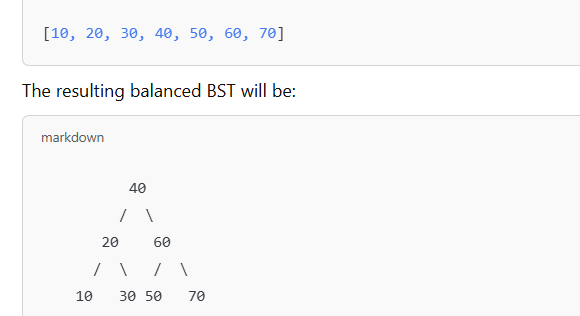 [10, 20, 30, 40, 50, 60, 70]
The resulting balanced BST will be:
markdown
40
/ \
20 60
/ \ / \
10 30 50 70